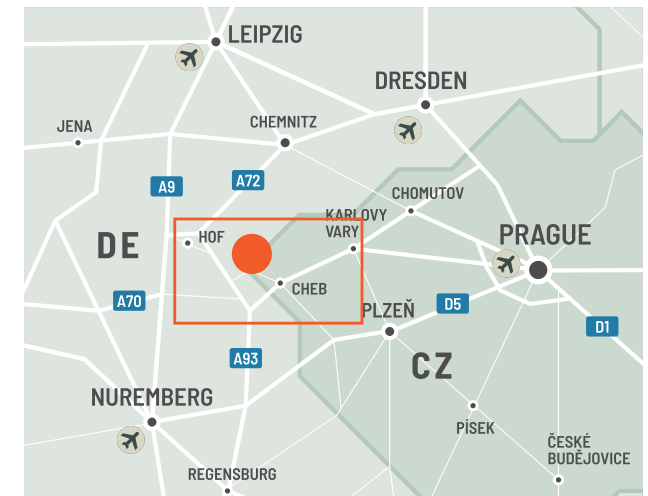 LEIPZIG
DRESDEN
JENA
CHEMNITZ
A9
A72
CHOMUTOV
KARLOVY
VARY
DE
HOF
PRAGUE
CHEB
A70
PLZEŇ
D5
D1
A93
CZ
NUREMBERG
PÍSEK
ČESKÉ
BUDĚJOVICE
REGENSBURG